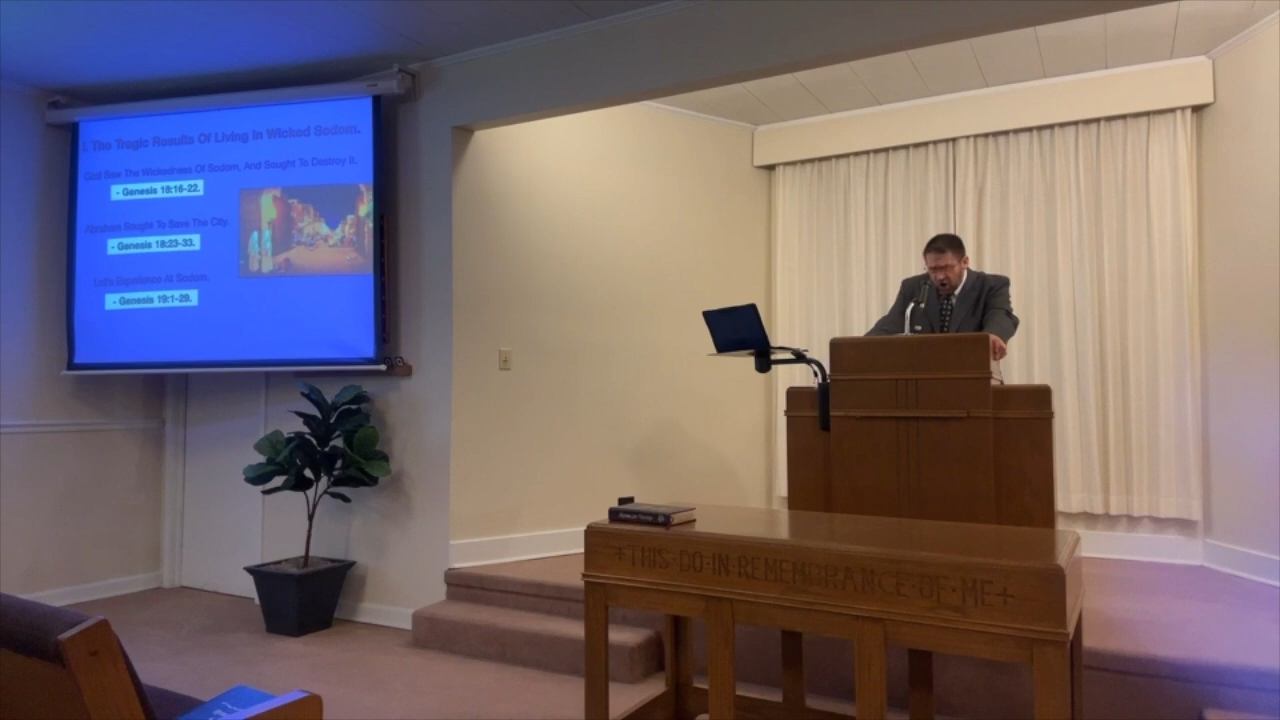 I. The Tragic Results Of Living In Wicked Sodom.
God Saw The Wickedness Of Sodom, And Sought To Destroy It.
- Genesis 18:16-22.
Abraham Sought To Save The City.
- Genesis 18:23-33.
Lot's Experience At Sodom.
- Genesis 19:1-29.
+THIS·DO·IN·REMEMBRANCE·OF·ME+